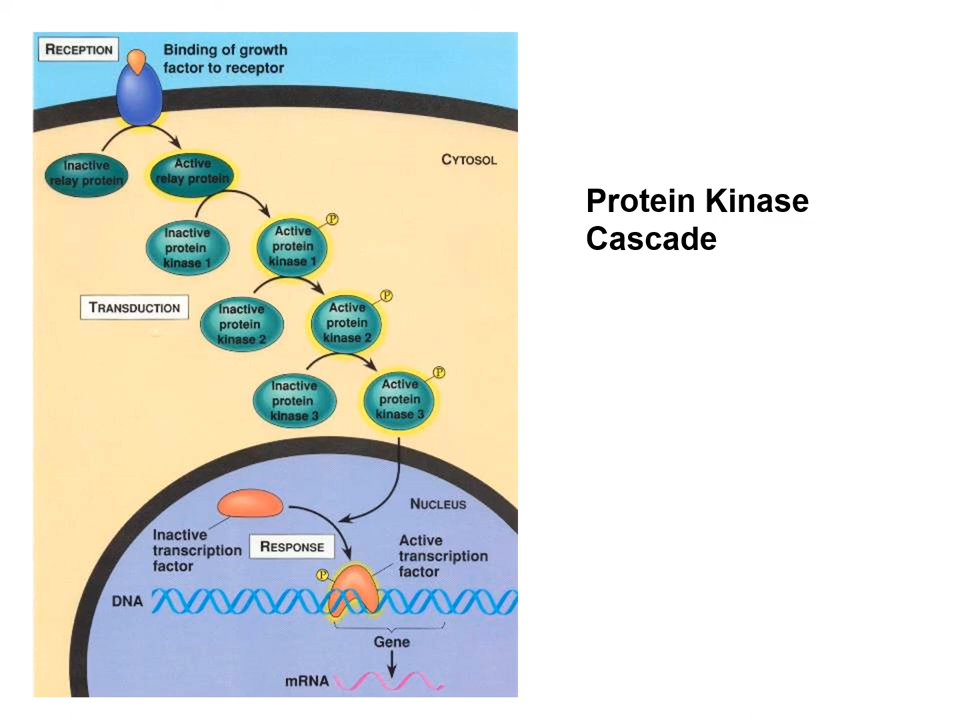 RECEPTION
Binding of growth
factor to receptor
CYTOSOL
Inactive
relay protein
Active
relay protein
Inactive
protein
kinase 1
Active
protein
kinase 1
P
TRANSDUCTION
Inactive
protein
kinase 2
Active
protein
kinase 2
P
Inactive
protein
kinase 3
Active
protein
kinase 3
P
NUCLEUS
Inactive
transcription
factor
RESPONSE
Active
transcription
factor
P
DNA
Gene
mRNA
Protein Kinase
Cascade